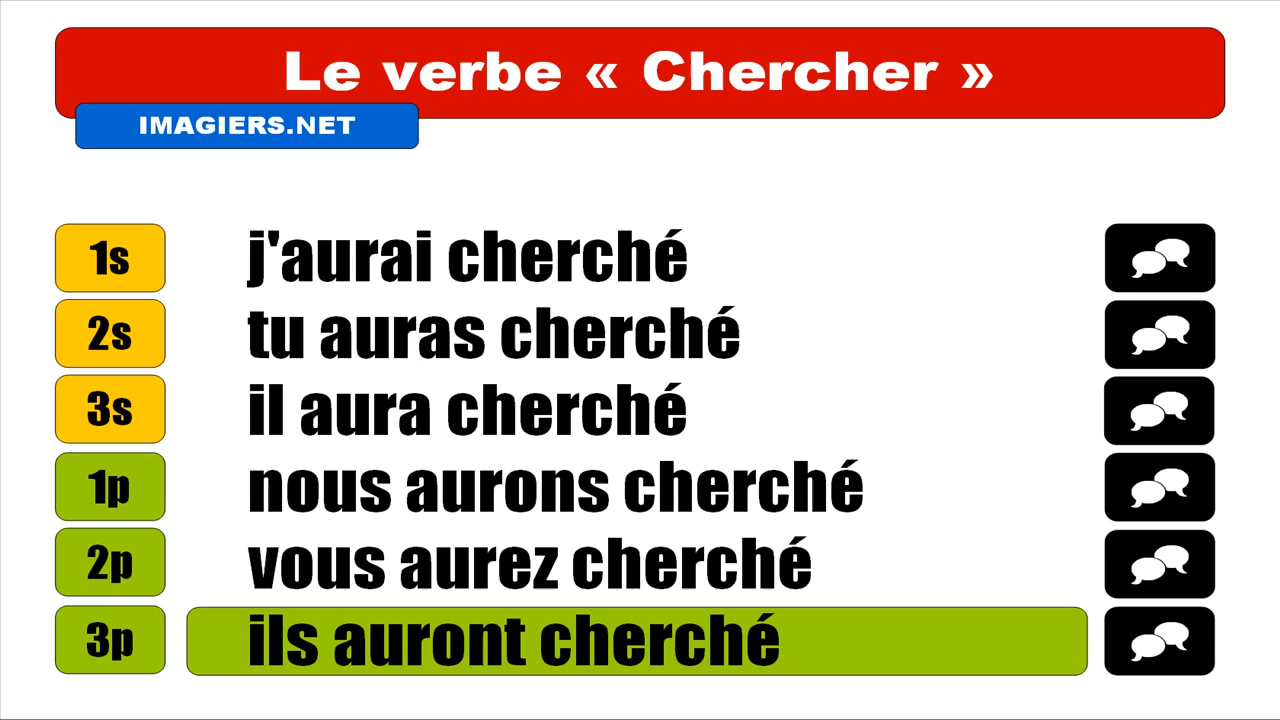 Le verbe « Chercher »
IMAGIERS.NET
1s j'aurai cherché
2s tu auras cherché
3s il aura cherché
1p nous aurons cherché
2p vous aurez cherché
3p ils auront cherché